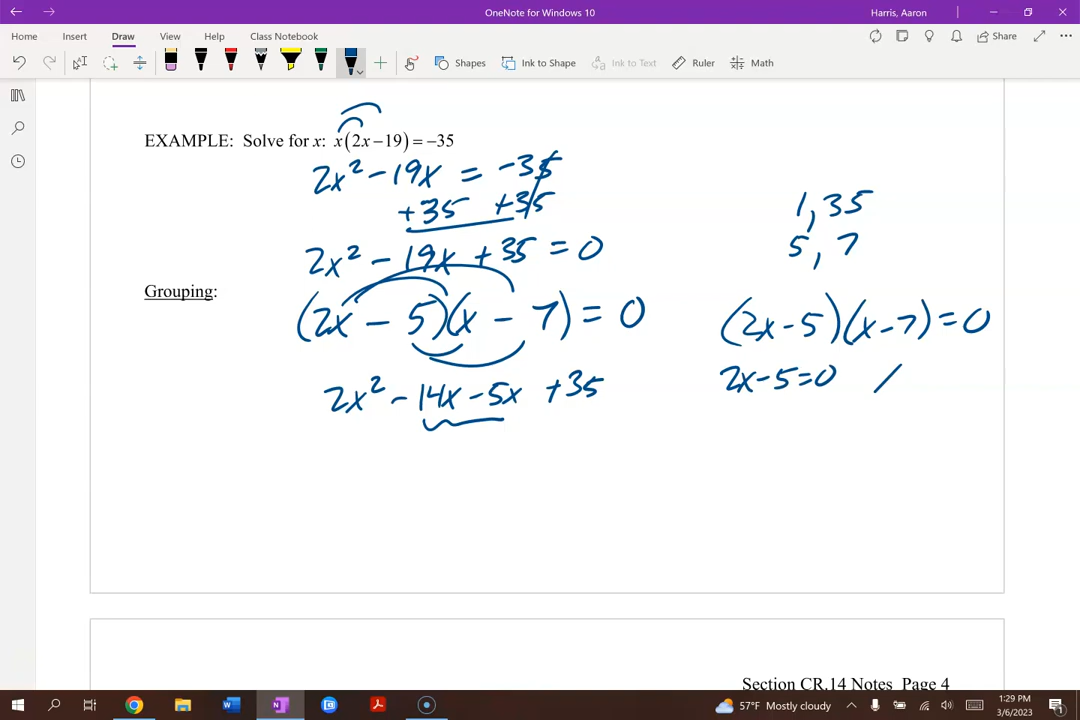 OneNote for Windows 10
Harris, Aaron
Home Insert Draw View Help Class Notebook
Share
Shapes Ink to Shape Ink to Text Ruler Math
EXAMPLE: Solve for x: x(2x−19) = −35
2x² − 19x = −35
+35 +35
1, 35
2x² − 19x + 35 = 0
5, 7
Grouping:
(2x − 5)(x − 7) = 0
(2x − 5)(x − 7) = 0
2x − 5 = 0 /
2x² − 14x − 5x + 35
Section CR.14 Notes Page 4
57°F Mostly cloudy
1:29 PM
3/6/2023